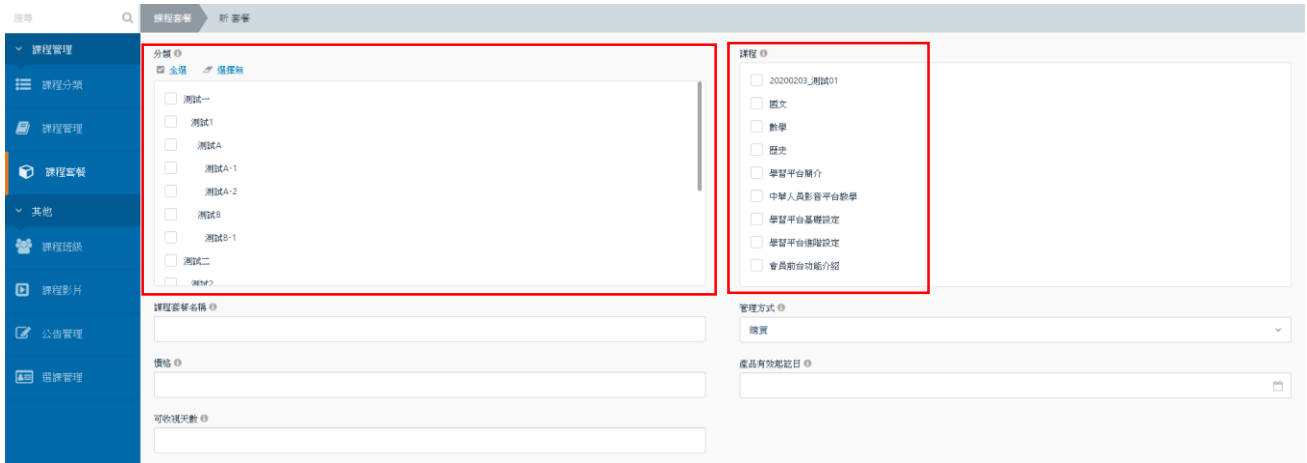 搜尋
課程套餐 新 套餐
課程管理
課程分類
課程管理
課程套餐
其他
課程班級
課程影片
公告管理
選課管理
分類
全選 選擇無
測試一
測試1
測試A
測試A-1
測試A-2
測試B
測試B-1
測試二
測試2
課程
20200203_測試01
國文
數學
歷史
學習平台簡介
中華人員影音平台教學
學習平台基礎設定
學習平台進階設定
會員前台功能介紹
課程套餐名稱
管理方式
購買
價格
產品有效起訖日
可收視天數